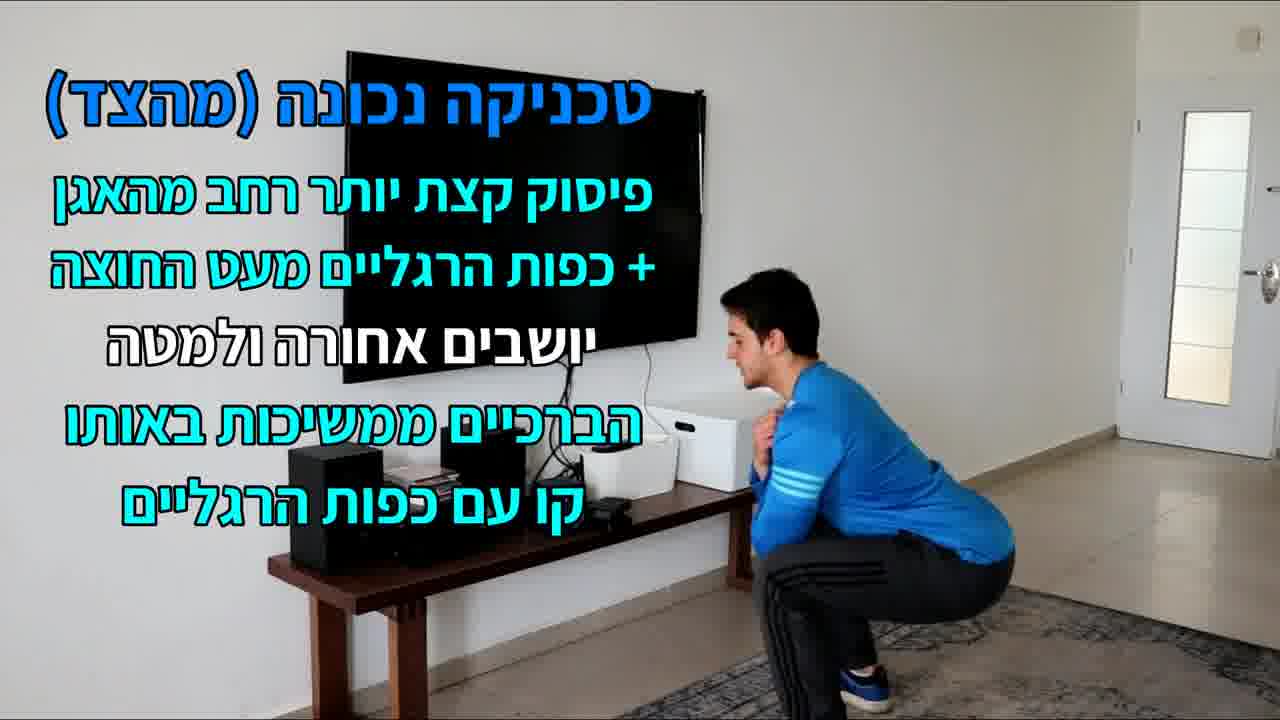 טכניקה נכונה (מהצד)
פיסוק קצת יותר רחב מהאגן
+ כפות הרגליים מעט החוצה
יושבים אחורה ולמטה
הברכיים ממשיכות באותו
קו עם כפות הרגליים